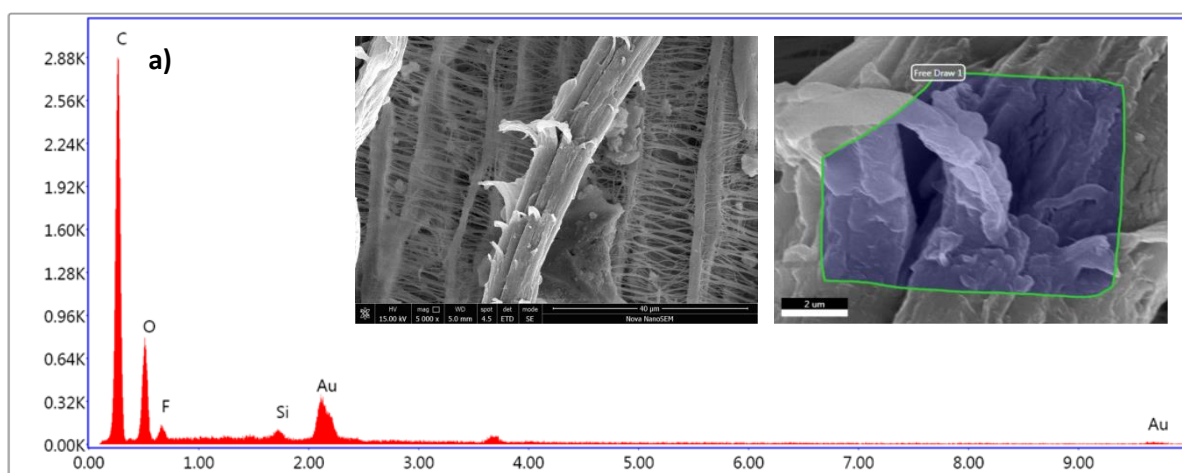 C
a)
2.88K
2.56K
2.24K
1.92K
1.60K
1.28K
0.96K
0.64K
0.32K
0.00K
O
F
Si
Au
Au
0.00 1.00 2.00 3.00 4.00 5.00 6.00 7.00 8.00 9.00
HV mag WD spot det mode 40 µm
15.00 kV 5 000 x 5.0 mm 4.5 ETD SE Nova NanoSEM
Free Draw 1
2 um